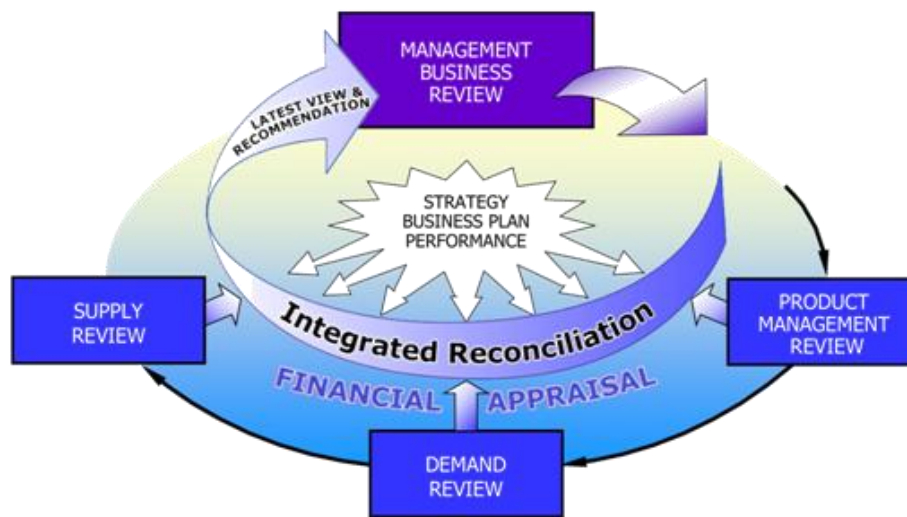 MANAGEMENT
BUSINESS
REVIEW
LATEST VIEW &
RECOMMENDATION
STRATEGY
BUSINESS PLAN
PERFORMANCE
SUPPLY
REVIEW
PRODUCT
MANAGEMENT
REVIEW
Integrated Reconciliation
FINANCIAL APPRAISAL
DEMAND
REVIEW